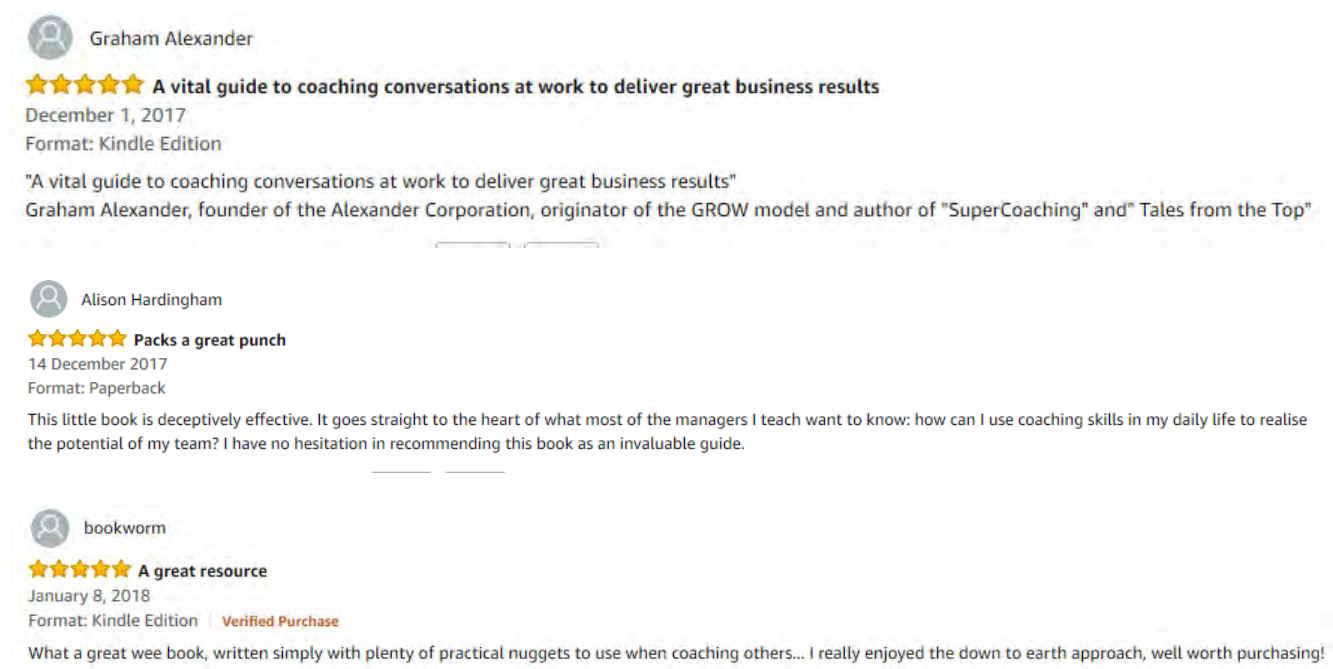 Graham Alexander
A vital guide to coaching conversations at work to deliver great business results
December 1, 2017
Format: Kindle Edition
"A vital guide to coaching conversations at work to deliver great business results"
Graham Alexander, founder of the Alexander Corporation, originator of the GROW model and author of "SuperCoaching" and" Tales from the Top"
Alison Hardingham
Packs a great punch
14 December 2017
Format: Paperback
This little book is deceptively effective. It goes straight to the heart of what most of the managers I teach want to know: how can I use coaching skills in my daily life to realise
the potential of my team? I have no hesitation in recommending this book as an invaluable guide.
bookworm
A great resource
January 8, 2018
Format: Kindle Edition | Verified Purchase
What a great wee book, written simply with plenty of practical nuggets to use when coaching others... I really enjoyed the down to earth approach, well worth purchasing!